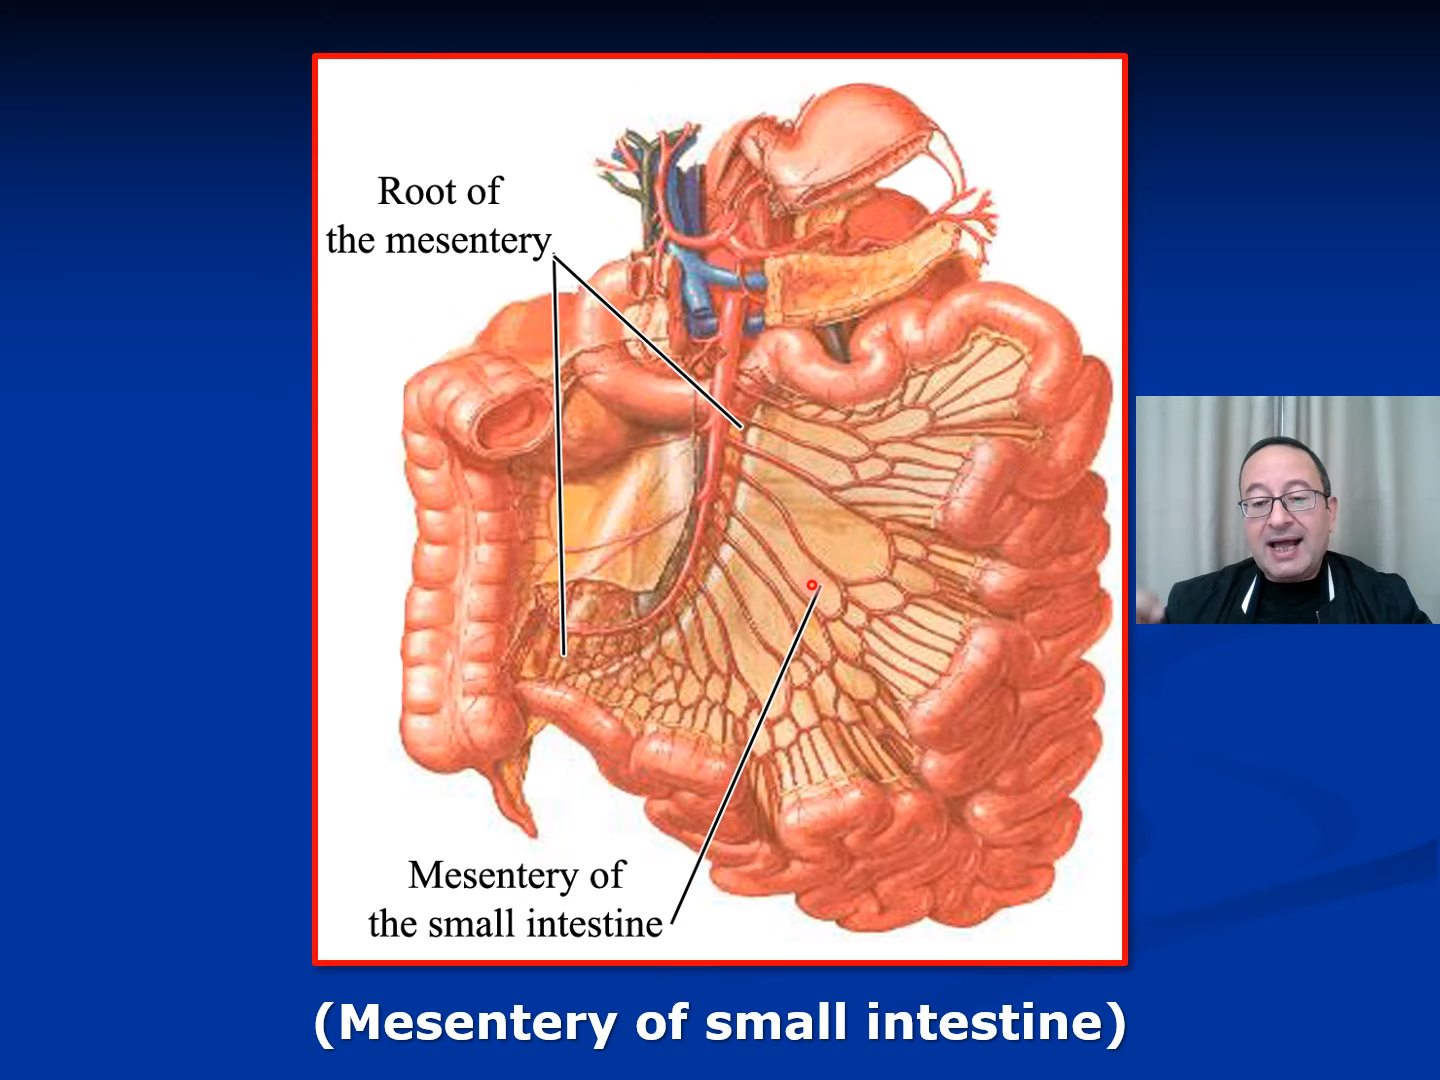 Root of
the mesentery
Mesentery of
the small intestine
(Mesentery of small intestine)